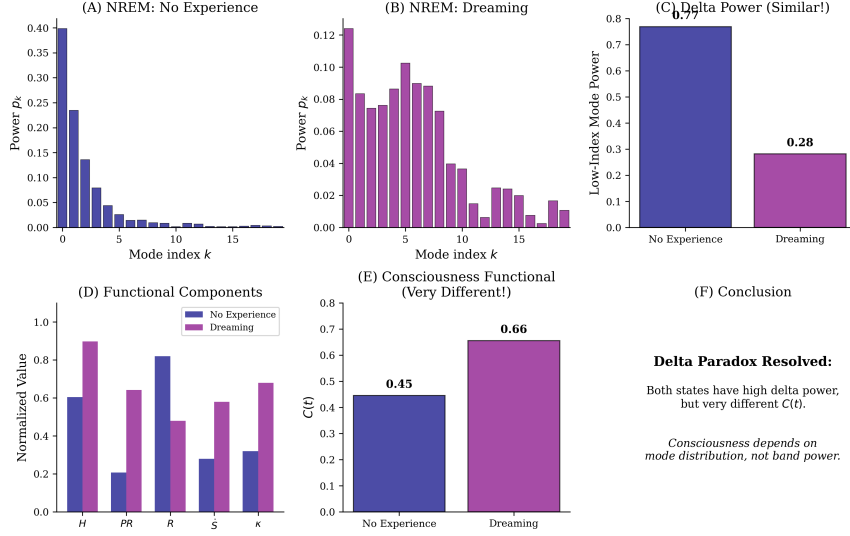 (A) NREM: No Experience
0.40
0.35
0.30
0.25
0.20
0.15
0.10
0.05
0.00
Power pk
0
5
10
15
Mode index k
(B) NREM: Dreaming
0.12
0.10
0.08
0.06
0.04
0.02
0.00
Power pk
0
5
10
15
Mode index k
(C) Delta Power (Similar!)
0.77
0.28
0.8
0.7
0.6
0.5
0.4
0.3
0.2
0.1
0.0
Low-Index Mode Power
No Experience
Dreaming
(D) Functional Components
No Experience
Dreaming
1.0
0.8
0.6
0.4
0.2
0.0
Normalized Value
H
PR
R
Ṡ
κ
(E) Consciousness Functional
(Very Different!)
0.45
0.66
0.8
0.7
0.6
0.5
0.4
0.3
0.2
0.1
0.0
C(t)
No Experience
Dreaming
(F) Conclusion
Delta Paradox Resolved:
Both states have high delta power,
but very different C(t).
Consciousness depends on
mode distribution, not band power.